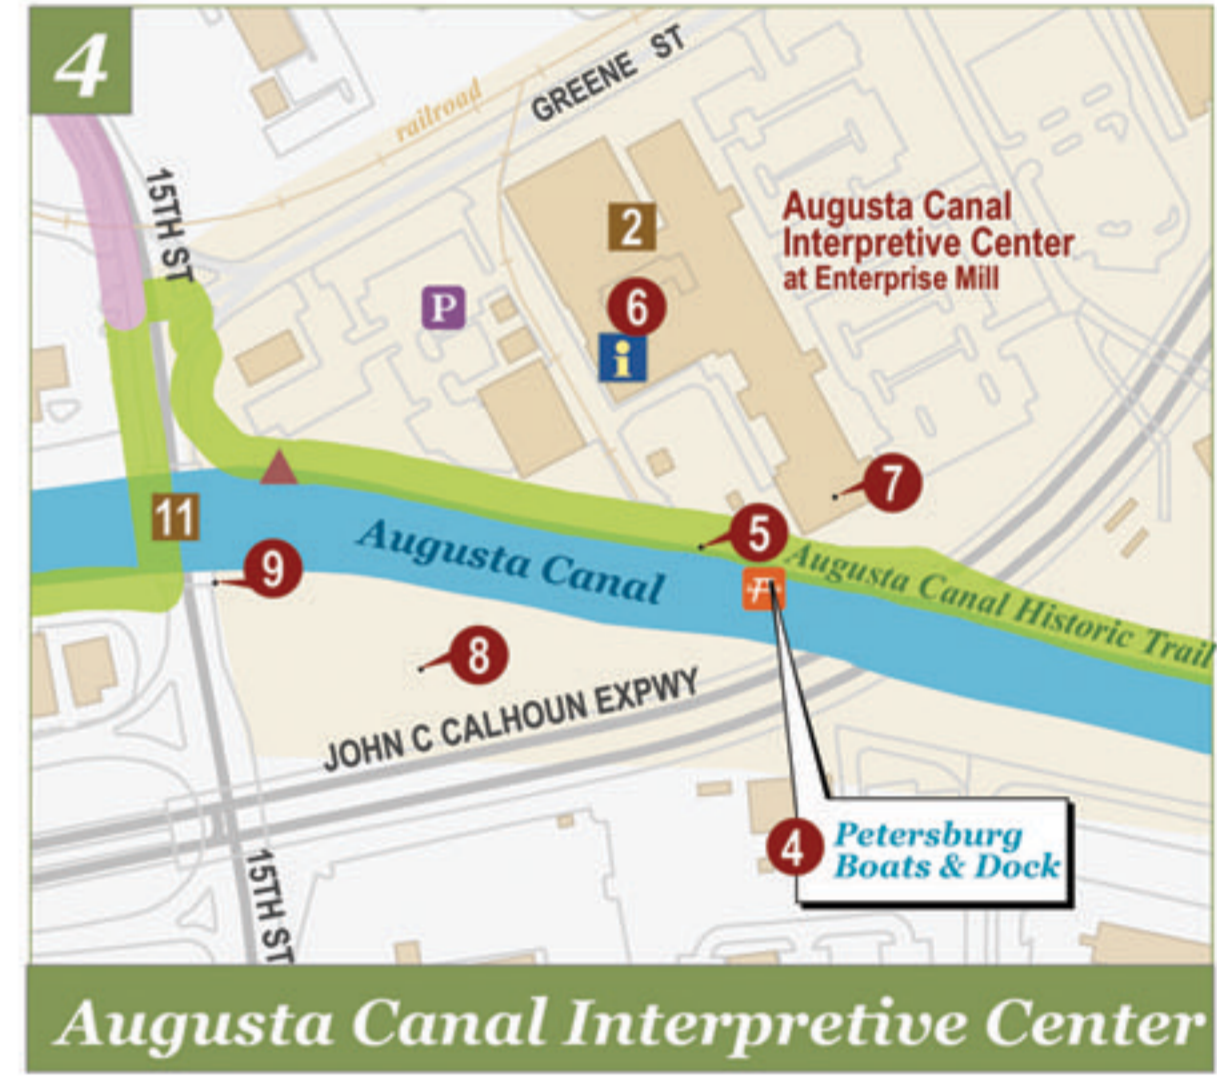 4
GREENE ST
railroad
15TH ST
2
Augusta Canal
Interpretive Center
at Enterprise Mill
P
6
i
7
11
5
Augusta Canal
Augusta Canal Historic Trail
9
8
JOHN C CALHOUN EXPWY
4
Petersburg
Boats & Dock
15TH ST
Augusta Canal Interpretive Center